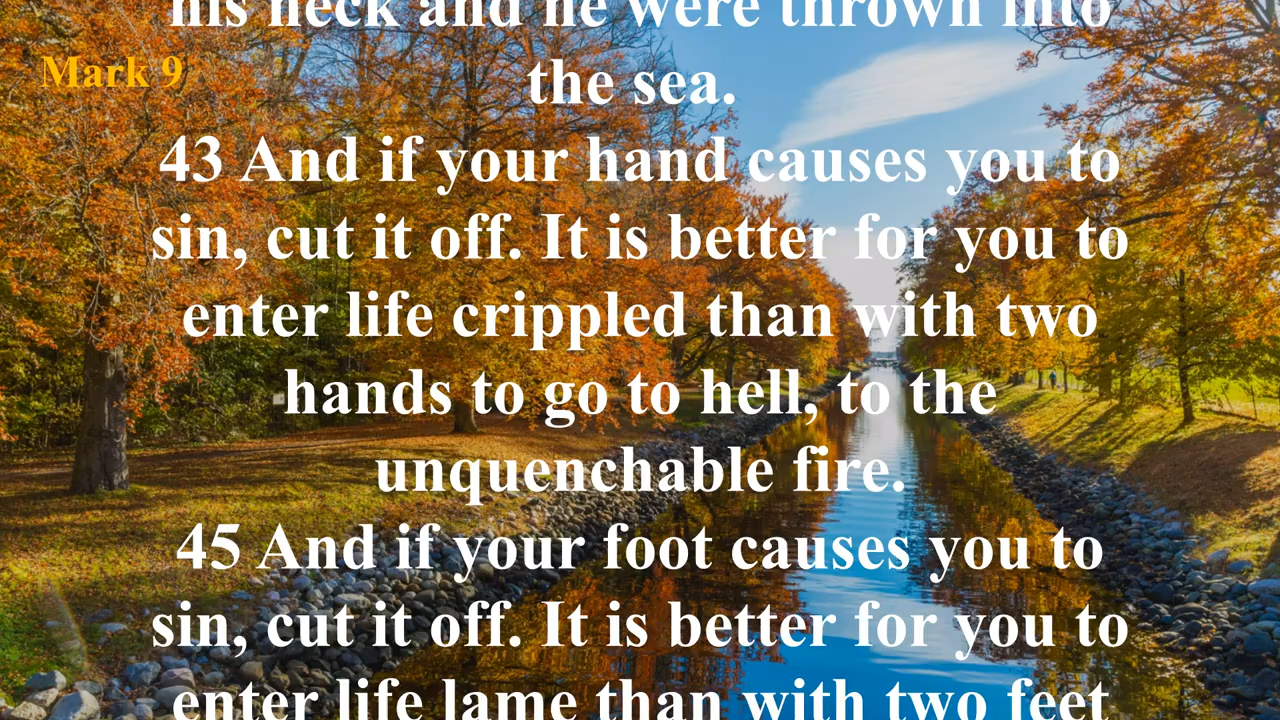 his neck and he were thrown into
Mark 9
the sea.
43 And if your hand causes you to
sin, cut it off. It is better for you to
enter life crippled than with two
hands to go to hell, to the
unquenchable fire.
45 And if your foot causes you to
sin, cut it off. It is better for you to
enter life lame than with two feet